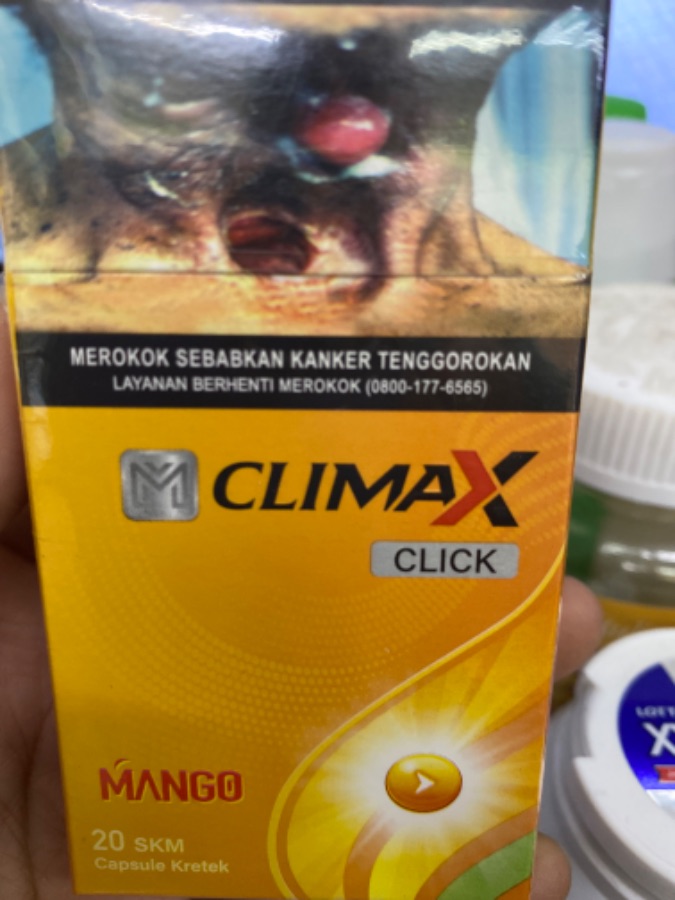 MEROKOK SEBABKAN KANKER TENGGOROKAN
LAYANAN BERHENTI MEROKOK (0800-177-6565)
M CLIMAX
CLICK
MANGO
20 SKM
Capsule Kretek